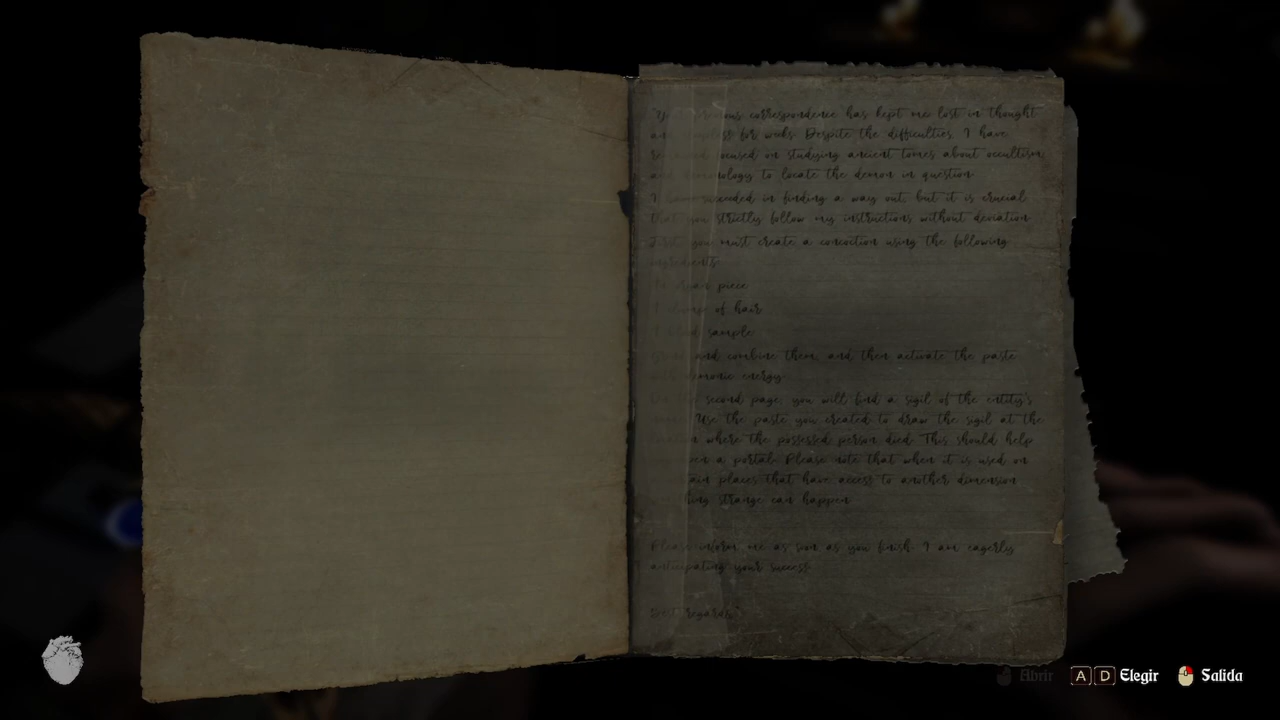 correspondence has kept me lost in thought
for weeks. Despite the difficulties, I have
focused on studying ancient tomes about occultism
to locate the demon in question.
I succeeded in finding a way out, but it is crucial
that you strictly follow my instructions without deviation.
First, you must create a concoction using the following
ingredients:
piece
of hair
sample
and combine them, and then activate the paste
energy.
second page, you will find a sigil of the entity's
Use the paste you created to draw the sigil at the
where the possessed person died. This should help
a portal. Please note that when it is used on
places that have access to another dimension
strange can happen.
Please inform me as soon as you finish. I am eagerly
anticipating your success.
Best regards"
Abrir
A D Elegir
Salida